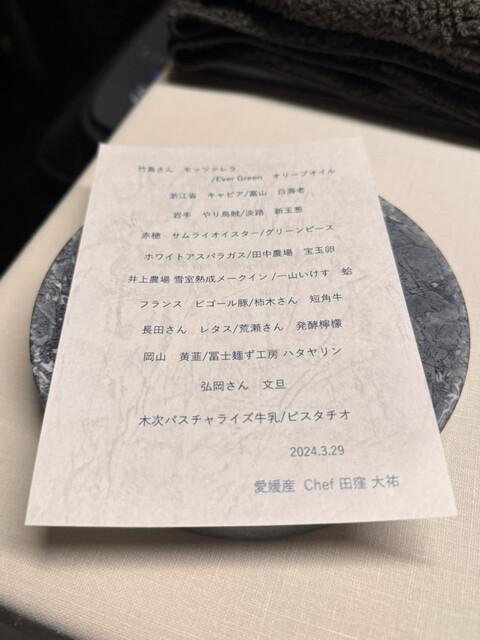 竹島さん　モッツァレラ
/Ever Green　オリーブオイル
浙江省　キャビア/富山　白海老
岩手　やり烏賊/淡路　新玉葱
赤穂　サムライオイスター/グリーンピース
ホワイトアスパラガス/田中農場　宝玉卵
井上農場 雪室熟成メークイン /一山いけす　蛤
フランス　ビゴール豚/柿木さん　短角牛
長田さん　レタス/荒瀬さん　発酵檸檬
岡山　黄韮/冨士麺ず工房 ハタヤリン
弘岡さん　文旦
木次パスチャライズ牛乳/ピスタチオ
2024.3.29
愛媛産　Chef 田窪 大祐